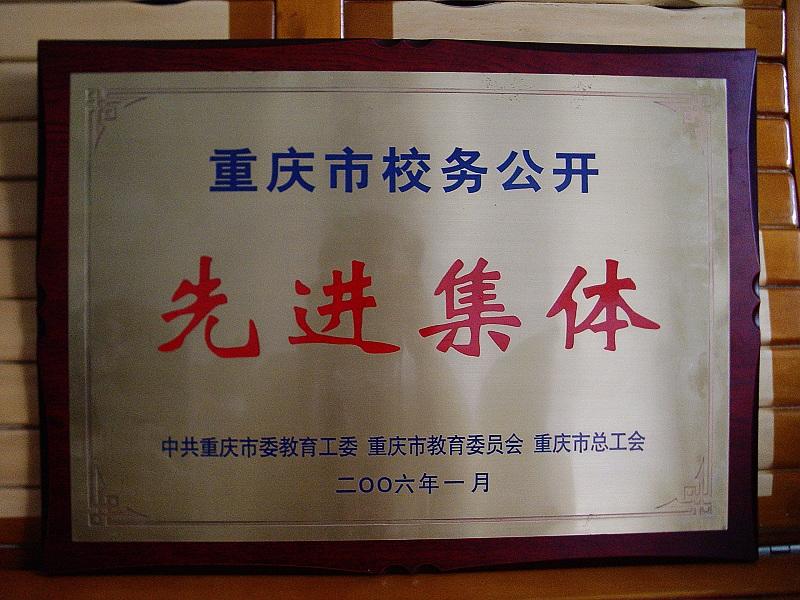 重庆市校务公开
先进集体
中共重庆市委教育工委 重庆市教育委员会 重庆市总工会
二OO六年一月